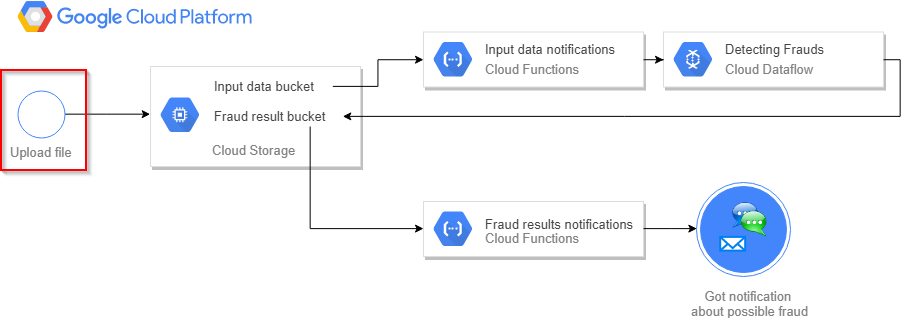 Google Cloud Platform
Input data notifications
Cloud Functions
Detecting Frauds
Cloud Dataflow
Input data bucket
Fraud result bucket
Cloud Storage
Upload file
Fraud results notifications
Cloud Functions
Got notification
about possible fraud